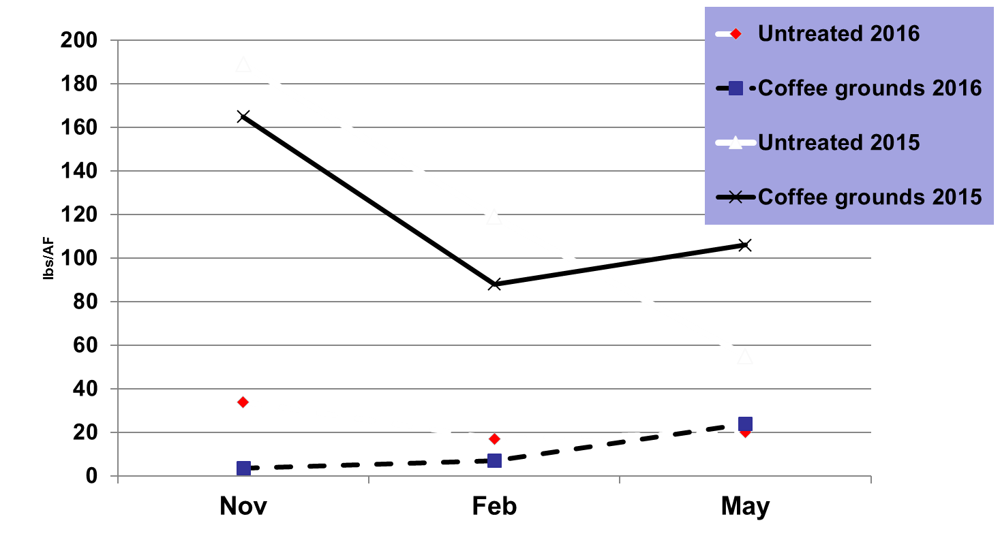 Untreated 2016
Coffee grounds 2016
Untreated 2015
Coffee grounds 2015
200
180
160
140
120
100
80
60
40
20
0
lbs/AF
Nov Feb May